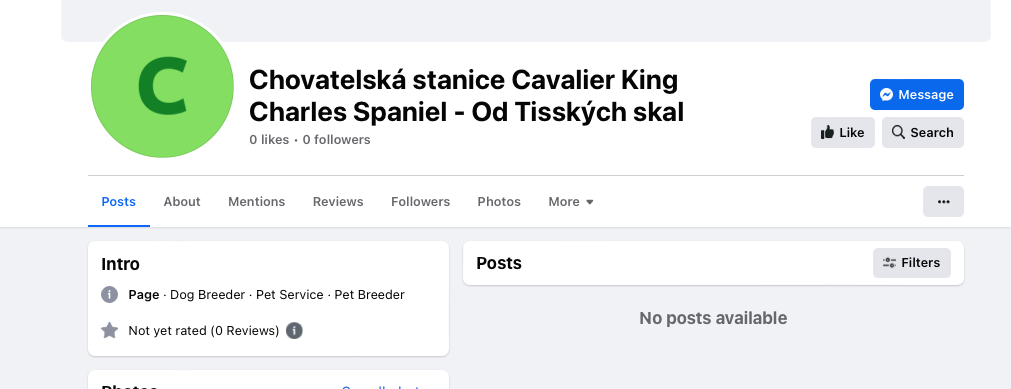 C
Chovatelská stanice Cavalier King
Charles Spaniel - Od Tisských skal
0 likes • 0 followers
Message
Like
Search
Posts
About
Mentions
Reviews
Followers
Photos
More
Intro
Page · Dog Breeder · Pet Service · Pet Breeder
Not yet rated (0 Reviews)
Posts
Filters
No posts available